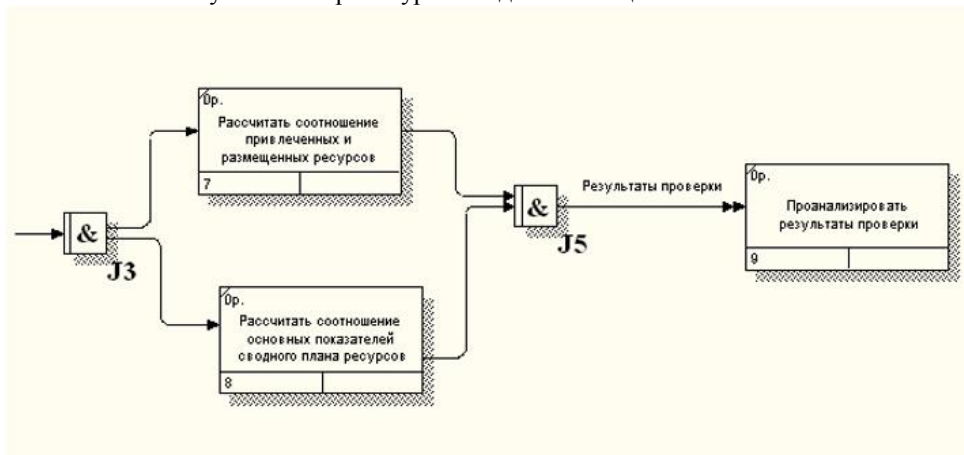 &
J3
0р.
Рассчитать соотношение
привлеченных и
размещенных ресурсов
7
0р.
Рассчитать соотношение
основных показателей
сводного плана ресурсов
8
&
J5
Результаты проверки
0р.
Проанализировать
результаты проверки
9